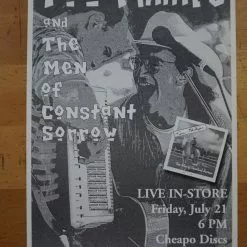 and
The
Men
of
Constant
Sorrow
LIVE IN-STORE
Friday, July 21
6 PM
Cheapo Discs